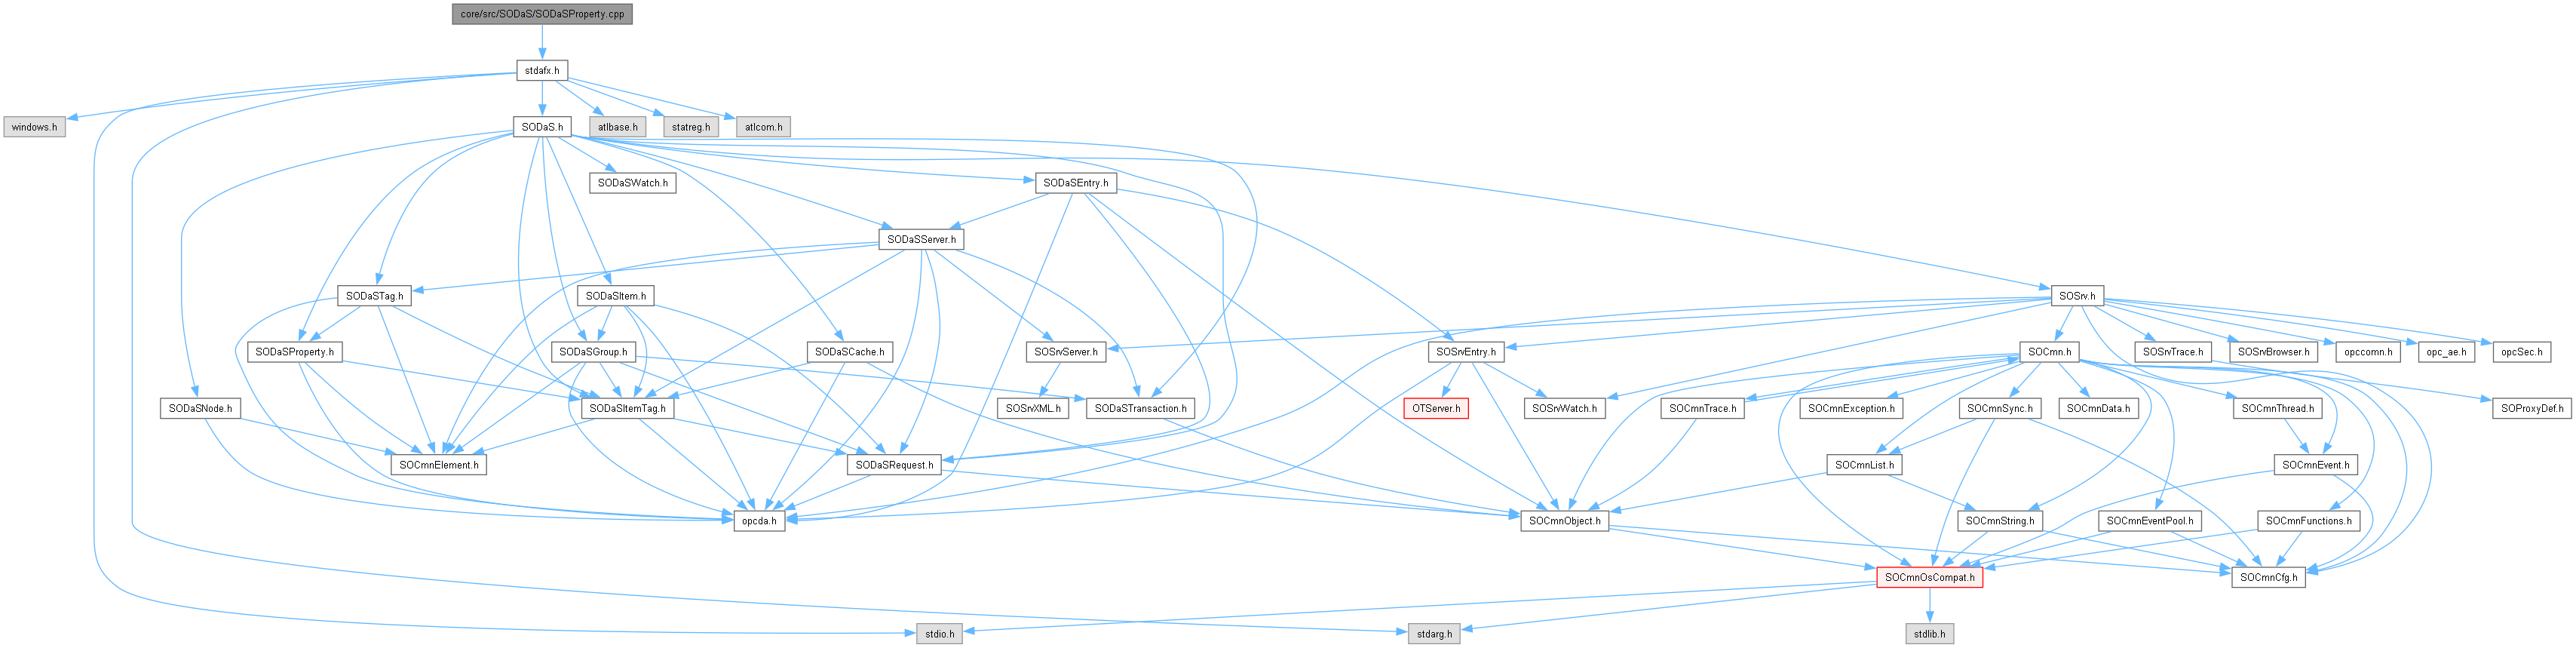 core/src/SODaS/SODaSProperty.cpp
stdafx.h
windows.h
SODaS.h
atlbase.h
statreg.h
atlcom.h
SODaSWatch.h
SODaSEntry.h
SODaSServer.h
SODaSTag.h
SODaSItem.h
SOSrv.h
SODaSProperty.h
SODaSGroup.h
SODaSCache.h
SOSrvServer.h
SOSrvEntry.h
SOCmn.h
SOSrvTrace.h
SOSrvBrowser.h
opccomn.h
opc_ae.h
opcSec.h
SODaSNode.h
SODaSItemTag.h
SOSrvXML.h
SODaSTransaction.h
OTServer.h
SOSrvWatch.h
SOCmnTrace.h
SOCmnException.h
SOCmnSync.h
SOCmnData.h
SOCmnThread.h
SOProxyDef.h
SOCmnElement.h
SODaSRequest.h
SOCmnList.h
SOCmnEvent.h
opcda.h
SOCmnObject.h
SOCmnString.h
SOCmnEventPool.h
SOCmnFunctions.h
SOCmnOsCompat.h
SOCmnCfg.h
stdio.h
stdarg.h
stdlib.h